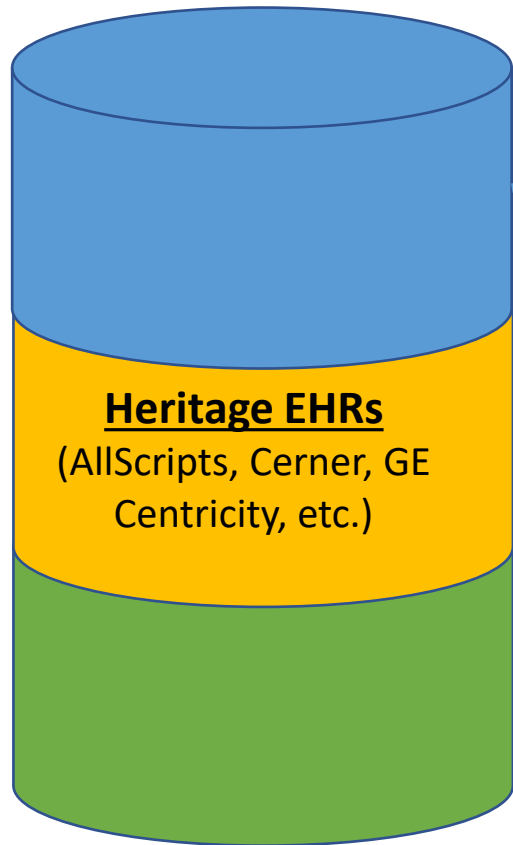 Heritage EHRs
(AllScripts, Cerner, GE
Centricity, etc.)